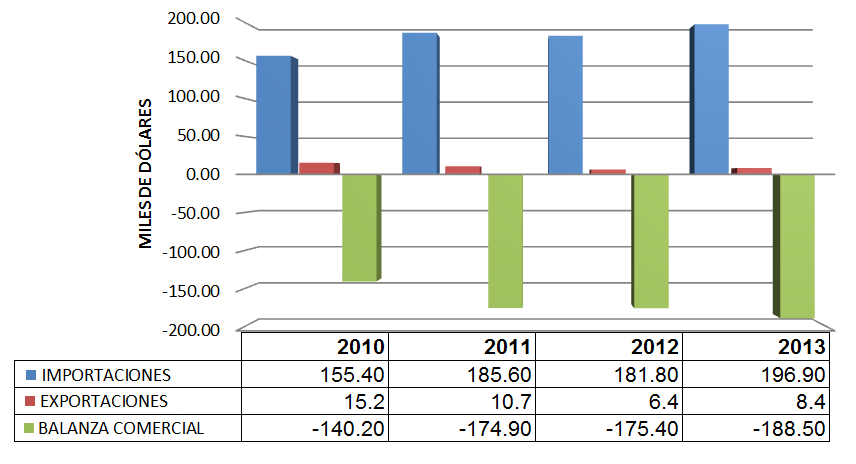 MILES DE DÓLARES
200.00
150.00
100.00
50.00
0.00
-50.00
-100.00
-150.00
-200.00
2010 2011 2012 2013
IMPORTACIONES 155.40 185.60 181.80 196.90
EXPORTACIONES 15.2 10.7 6.4 8.4
BALANZA COMERCIAL -140.20 -174.90 -175.40 -188.50